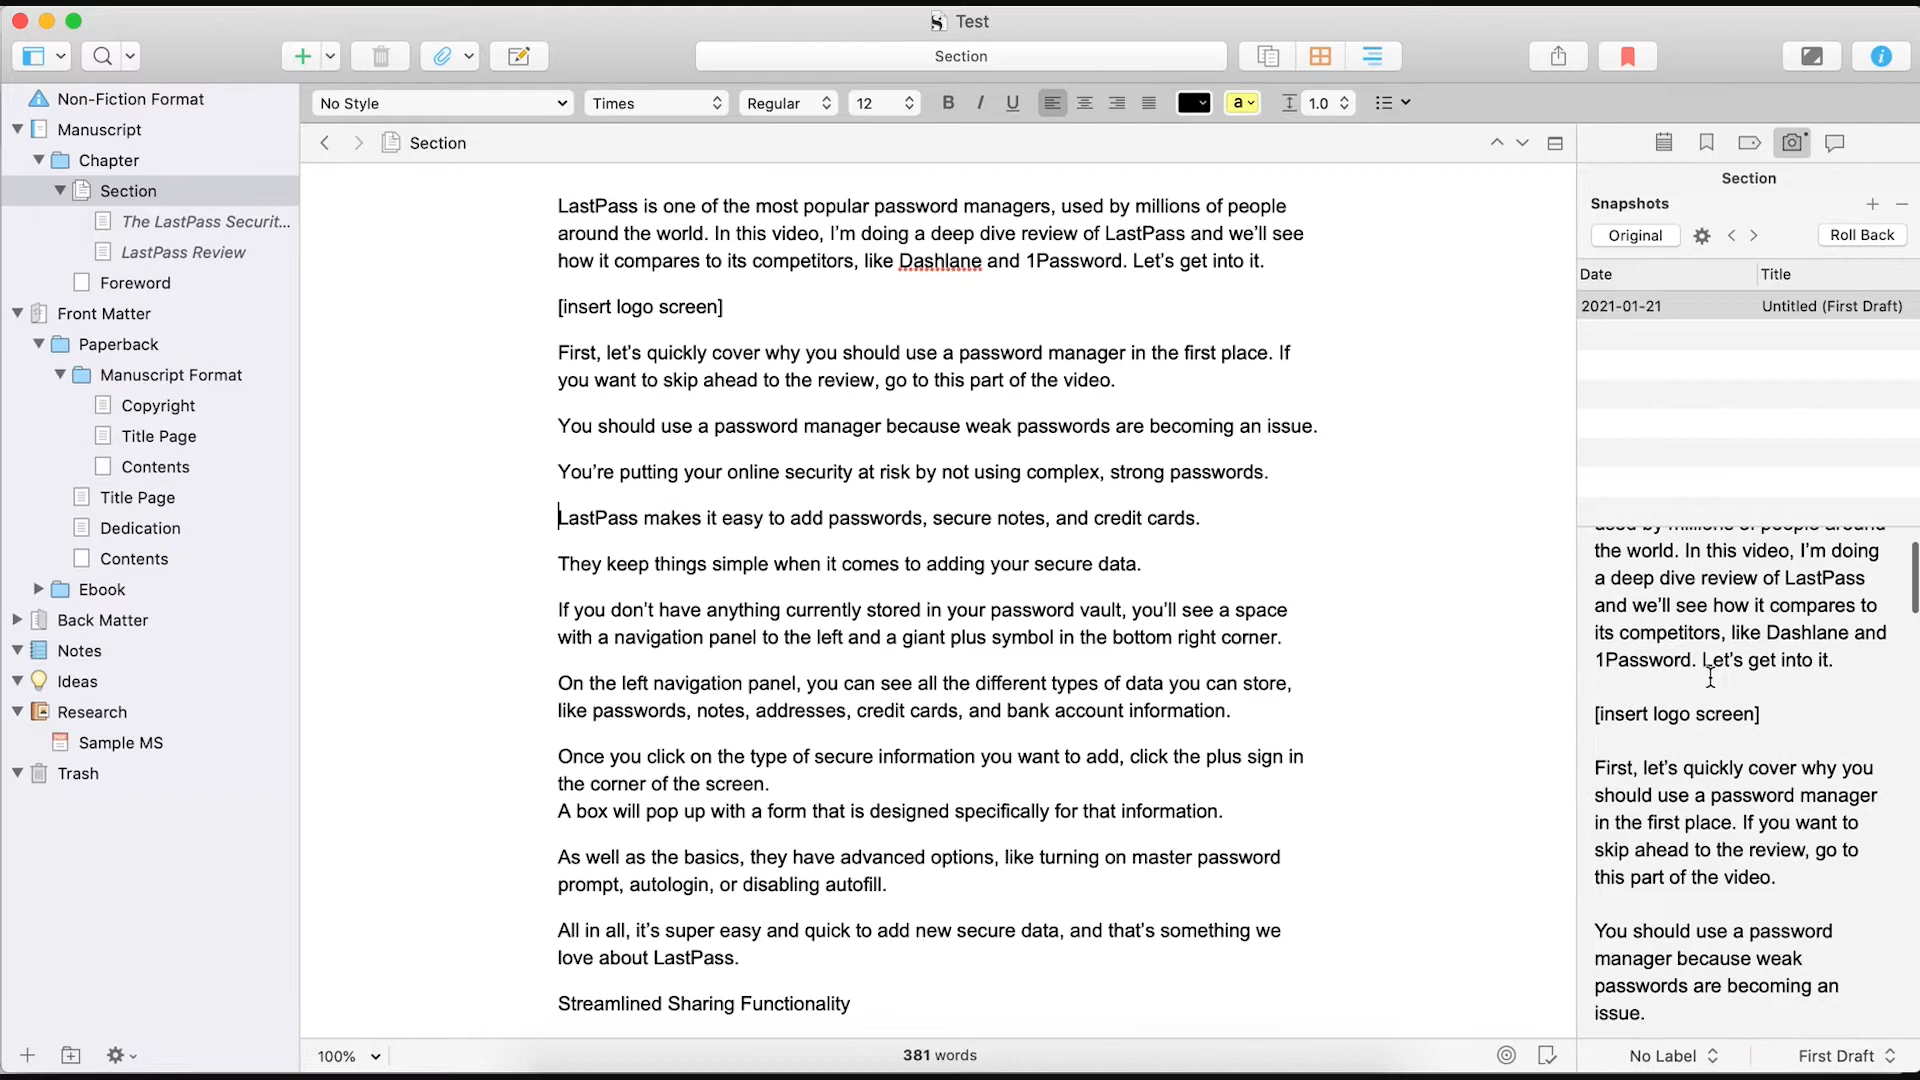 Test
Section
Non-Fiction Format
Manuscript
Chapter
Section
The LastPass Securit...
LastPass Review
Foreword
Front Matter
Paperback
Manuscript Format
Copyright
Title Page
Contents
Title Page
Dedication
Contents
Ebook
Back Matter
Notes
Ideas
Research
Sample MS
Trash
No Style
Times
Regular
12
B I U
a
1.0
Section
LastPass is one of the most popular password managers, used by millions of people
around the world. In this video, I'm doing a deep dive review of LastPass and we'll see
how it compares to its competitors, like Dashlane and 1Password. Let's get into it.
[insert logo screen]
First, let's quickly cover why you should use a password manager in the first place. If
you want to skip ahead to the review, go to this part of the video.
You should use a password manager because weak passwords are becoming an issue.
You're putting your online security at risk by not using complex, strong passwords.
LastPass makes it easy to add passwords, secure notes, and credit cards.
They keep things simple when it comes to adding your secure data.
If you don't have anything currently stored in your password vault, you'll see a space
with a navigation panel to the left and a giant plus symbol in the bottom right corner.
On the left navigation panel, you can see all the different types of data you can store,
like passwords, notes, addresses, credit cards, and bank account information.
Once you click on the type of secure information you want to add, click the plus sign in
the corner of the screen.
A box will pop up with a form that is designed specifically for that information.
As well as the basics, they have advanced options, like turning on master password
prompt, autologin, or disabling autofill.
All in all, it's super easy and quick to add new secure data, and that's something we
love about LastPass.
Streamlined Sharing Functionality
100%
381 words
Section
Snapshots
Original
Roll Back
Date Title
2021-01-21 Untitled (First Draft)
used by millions of people around
the world. In this video, I'm doing
a deep dive review of LastPass
and we'll see how it compares to
its competitors, like Dashlane and
1Password. Let's get into it.
[insert logo screen]
First, let's quickly cover why you
should use a password manager
in the first place. If you want to
skip ahead to the review, go to
this part of the video.
You should use a password
manager because weak
passwords are becoming an
issue.
No Label
First Draft